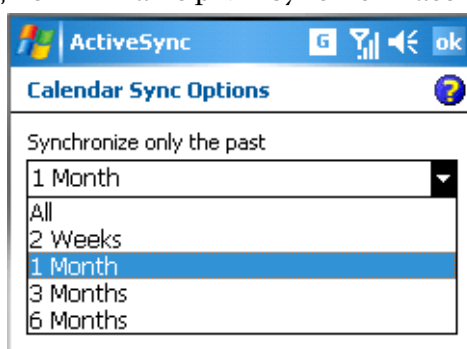 ActiveSync G ok
Calendar Sync Options ?
Synchronize only the past
1 Month
All
2 Weeks
1 Month
3 Months
6 Months